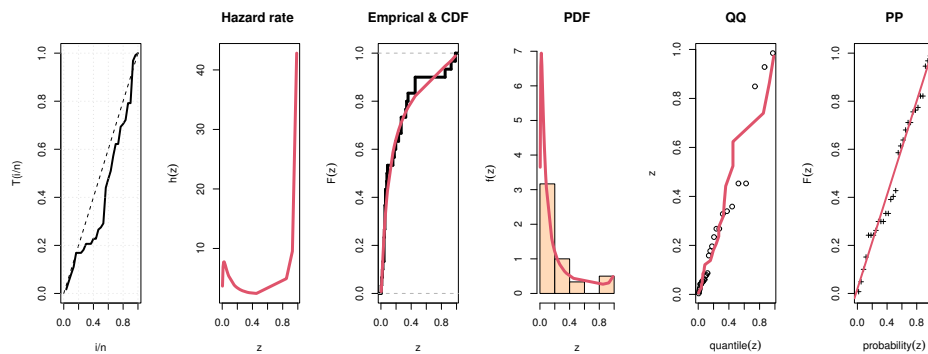 Hazard rate
Emprical & CDF
PDF
QQ
PP
T(i/n)
0.0 0.2 0.4 0.6 0.8 1.0
0.0 0.4 0.8
i/n
h(z)
10 20 30 40
0.0 0.4 0.8
z
F(z)
0.0 0.2 0.4 0.6 0.8 1.0
0.0 0.4 0.8
z
f(z)
0 1 2 3 4 5 6 7
0.0 0.4 0.8
z
z
0.0 0.2 0.4 0.6 0.8 1.0
0.0 0.4 0.8
quantile(z)
F(z)
0.0 0.2 0.4 0.6 0.8 1.0
0.0 0.4 0.8
probability(z)